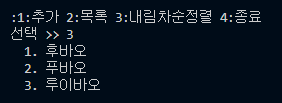 :1:추가 2:목록 3:내림차순정렬 4:종료
선택 >> 3
1. 후바오
2. 푸바오
3. 루이바오